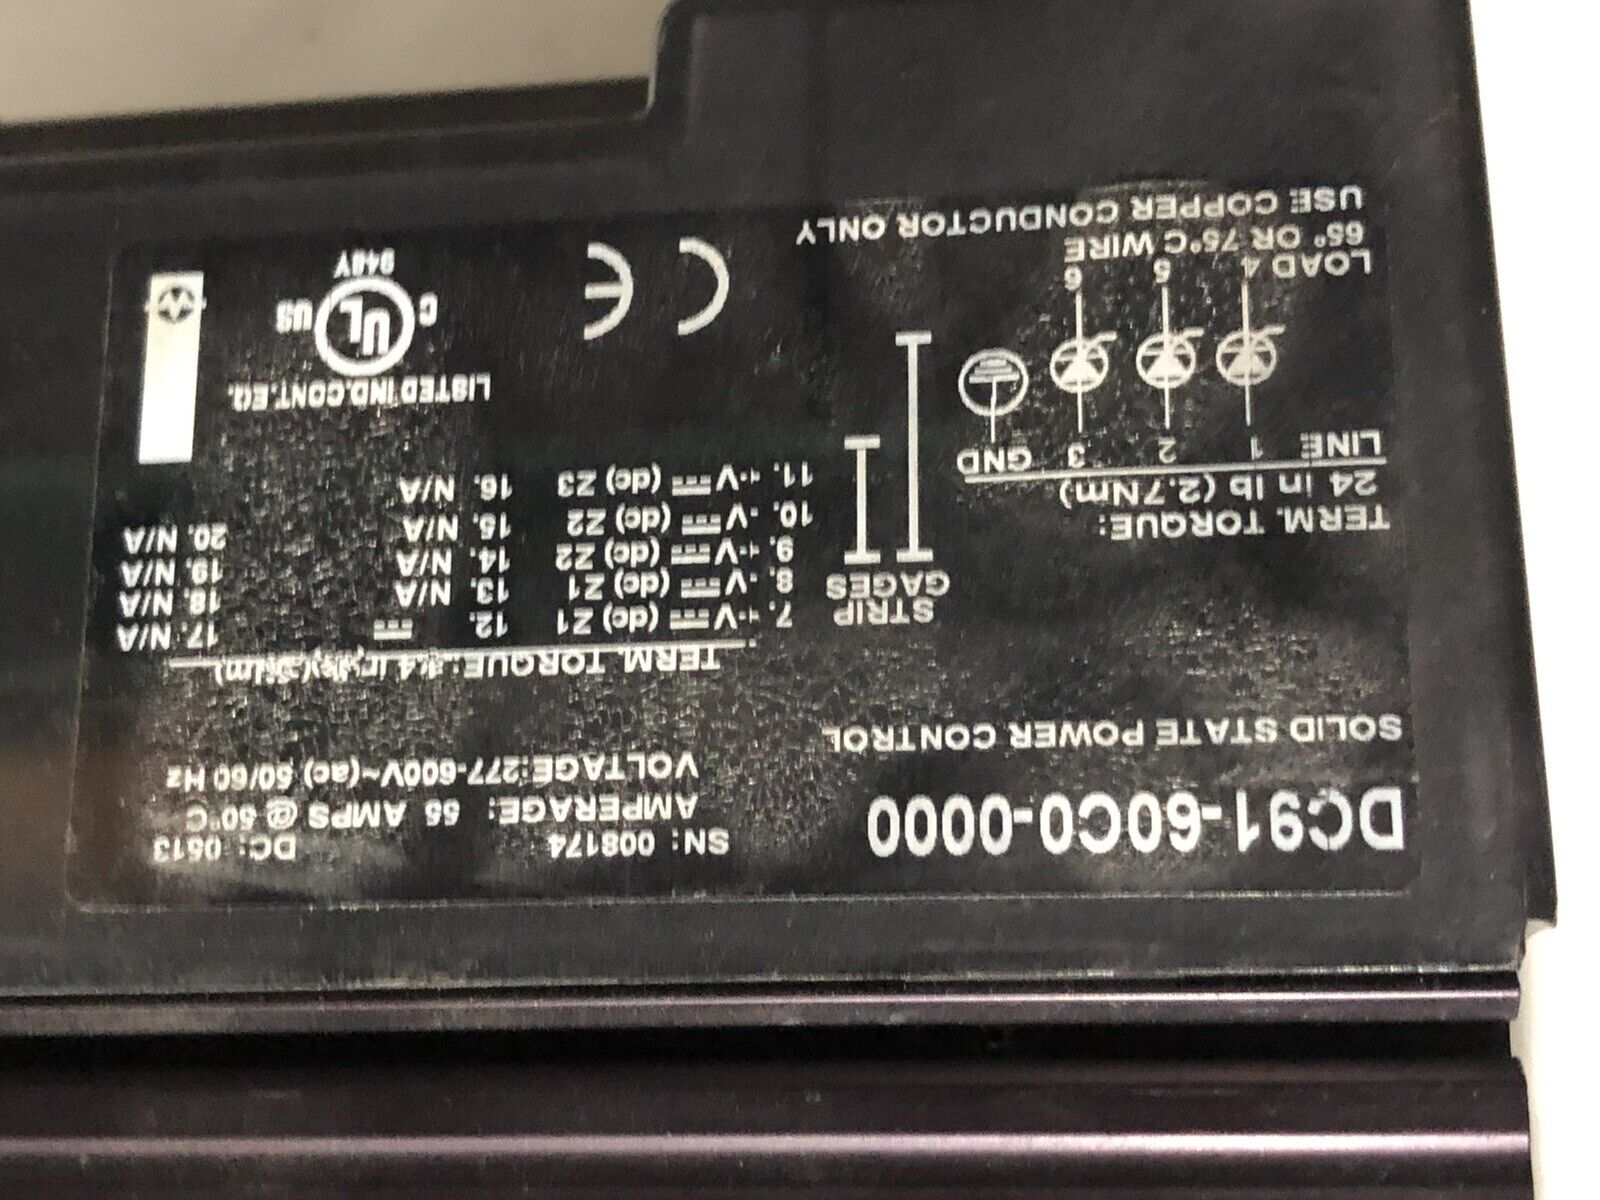 DC91-60C0-0000
SOLID STATE POWER CONTROL
SN: 008174 DC: 0513
AMPERAGE: 55 AMPS @ 50°C
VOLTAGE:277-600V~(ac) 50/60 Hz
TERM. TORQUE:
24 in lb (2.7Nm)
LINE 1 2 3 GND
LOAD 4 5 6
65° OR 75°C WIRE
USE COPPER CONDUCTOR ONLY
STRIP
GAGES
TERM. TORQUE:
7. +-V (dc) Z1 12. 17. N/A
8. -V (dc) Z1 13. N/A 18. N/A
9. +-V (dc) Z2 14. N/A 19. N/A
10. -V (dc) Z2 15. N/A 20. N/A
11. +-V (dc) Z3 16. N/A
CE
LISTED IND.CONT.EQ.
C UL US
948Y